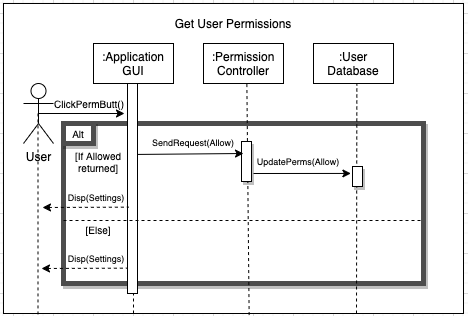 Get User Permissions
:Application
GUI
:Permission
Controller
:User
Database
ClickPermButt()
User
Alt
[If Allowed
returned]
SendRequest(Allow)
UpdatePerms(Allow)
Disp(Settings)
[Else]
Disp(Settings)